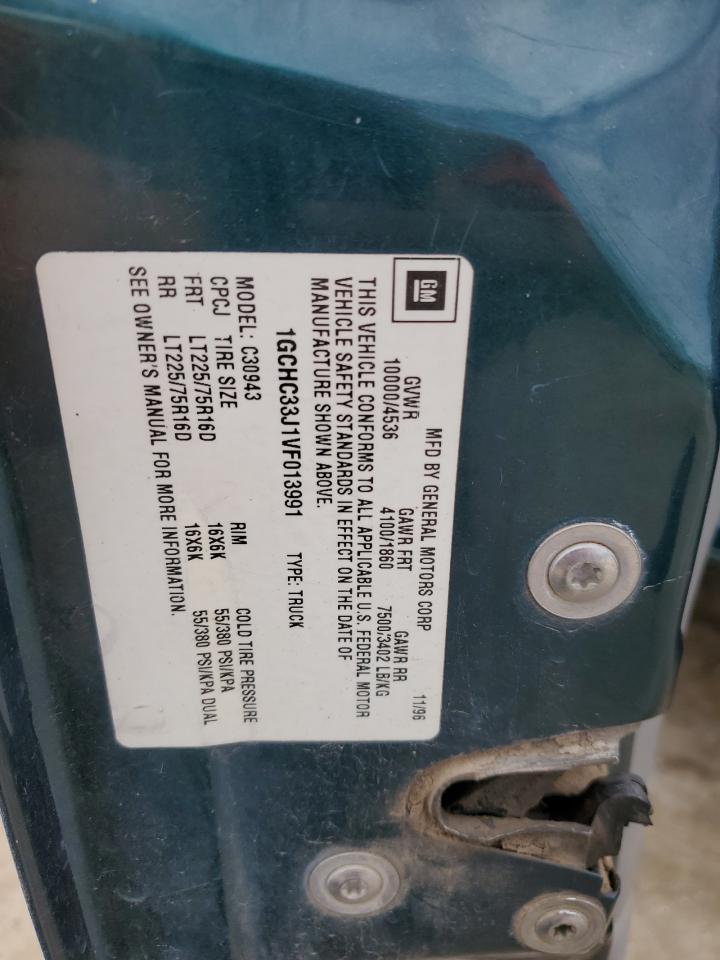 GM
MFD BY GENERAL MOTORS CORP 11/96
GVWR GAWR FRT GAWR RR
10000/4536 4100/1860 7500/3402 LB/KG
THIS VEHICLE CONFORMS TO ALL APPLICABLE U.S. FEDERAL MOTOR
VEHICLE SAFETY STANDARDS IN EFFECT ON THE DATE OF
MANUFACTURE SHOWN ABOVE.
1GCHC33J1VF013991 TYPE: TRUCK
MODEL: C30943
CPCJ TIRE SIZE RIM COLD TIRE PRESSURE
FRT LT225/75R16D 16X6K 55/380 PSI/KPA
RR LT225/75R16D 16X6K 55/380 PSI/KPA DUAL
SEE OWNER'S MANUAL FOR MORE INFORMATION.